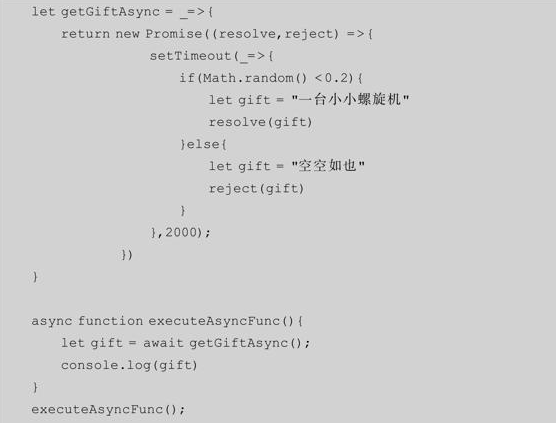 let getGiftAsync = _=>{
return new Promise((resolve,reject) =>{
setTimeout(_=>{
if(Math.random() <0.2){
let gift = "一台小小螺旋机"
resolve(gift)
}else{
let gift = "空空如也"
reject(gift)
}
},2000);
})
}
async function executeAsyncFunc(){
let gift = await getGiftAsync();
console.log(gift)
}
executeAsyncFunc();